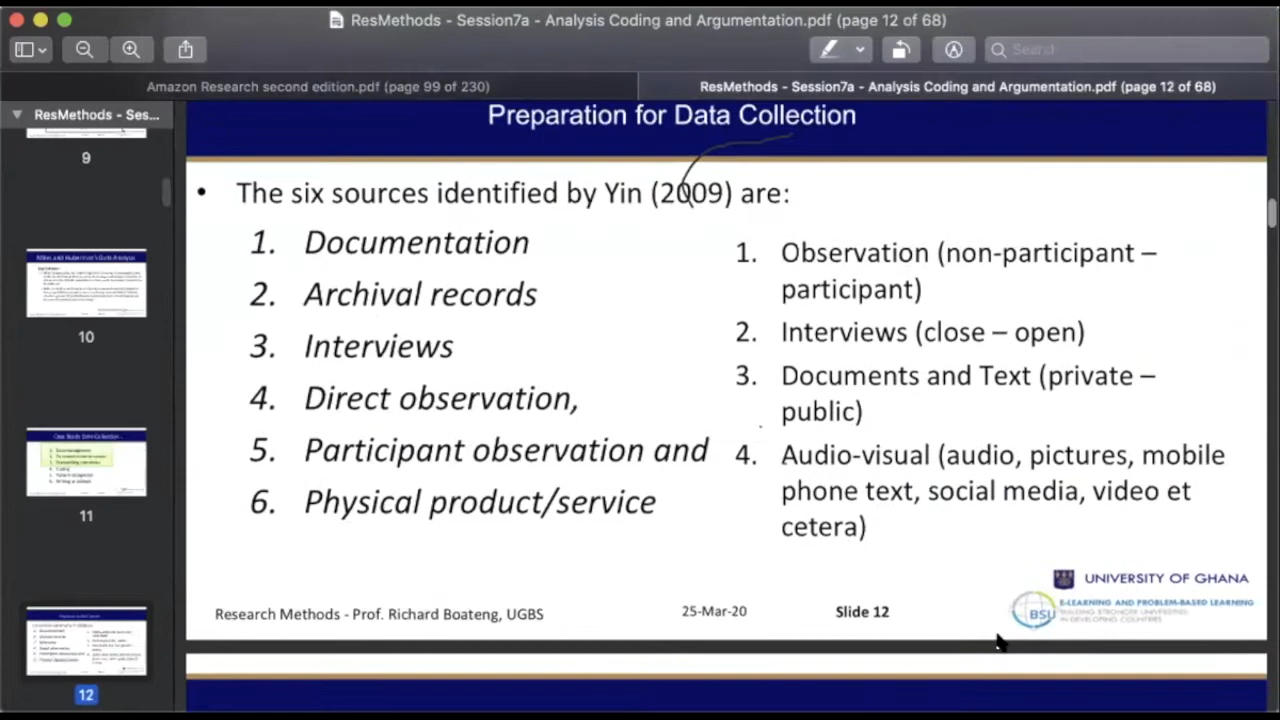 ResMethods - Session7a - Analysis Coding and Argumentation.pdf (page 12 of 68)
Search
Amazon Research second edition.pdf (page 99 of 230)
ResMethods - Session7a - Analysis Coding and Argumentation.pdf (page 12 of 68)
ResMethods - Ses...
9
10
11
12
Preparation for Data Collection
• The six sources identified by Yin (2009) are:
1. Documentation
2. Archival records
3. Interviews
4. Direct observation,
5. Participant observation and
6. Physical product/service
1. Observation (non-participant –
participant)
2. Interviews (close – open)
3. Documents and Text (private –
public)
4. Audio-visual (audio, pictures, mobile
phone text, social media, video et
cetera)
UNIVERSITY OF GHANA
BSU
E-LEARNING AND PROBLEM-BASED LEARNING
BUILDING STRONGER UNIVERSITIES
IN DEVELOPING COUNTRIES
Research Methods - Prof. Richard Boateng, UGBS
25-Mar-20
Slide 12